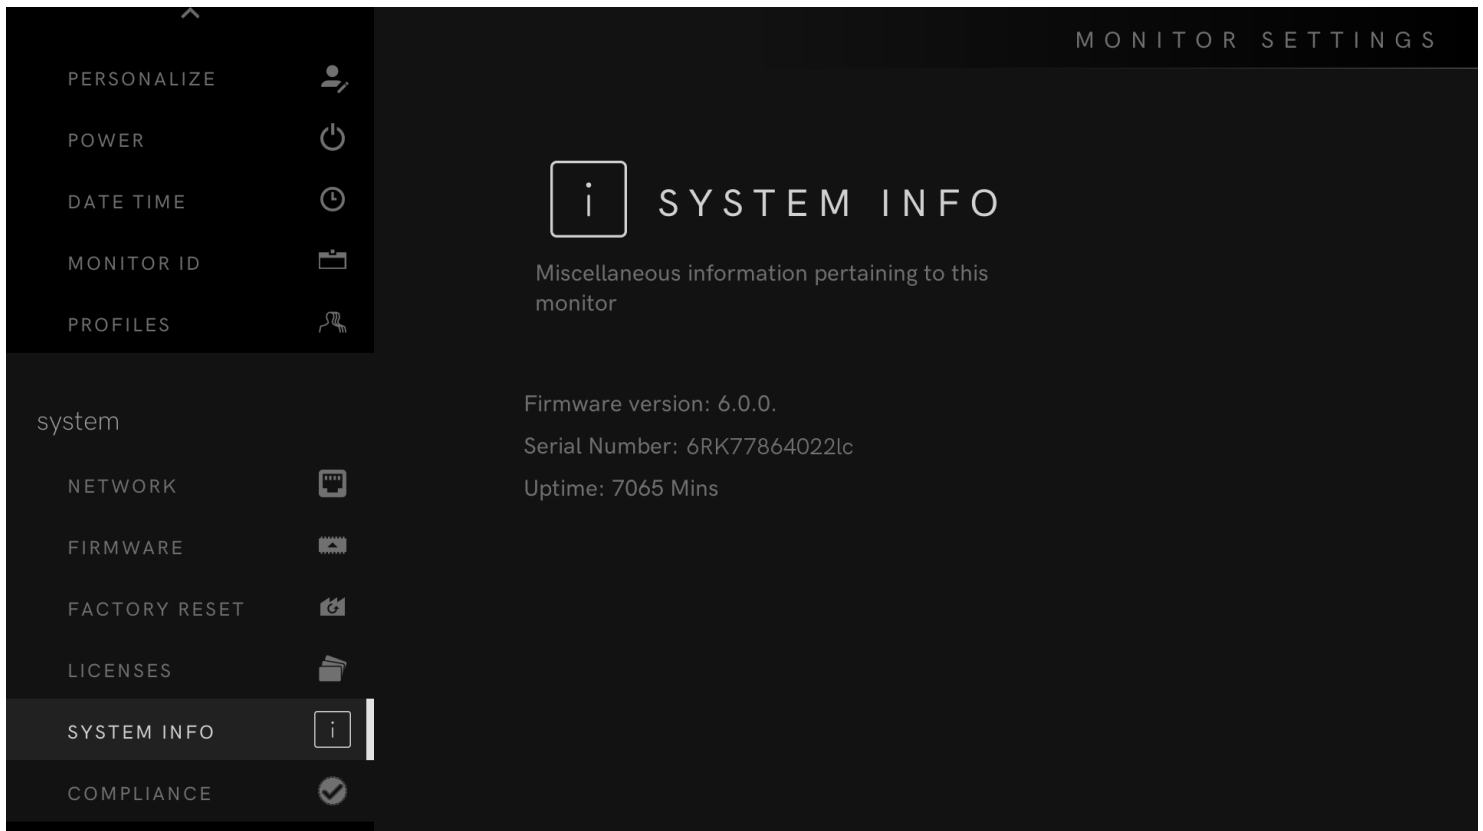 MONITOR SETTINGS
PERSONALIZE
POWER
DATE TIME
MONITOR ID
PROFILES
system
NETWORK
FIRMWARE
FACTORY RESET
LICENSES
SYSTEM INFO
COMPLIANCE
i SYSTEM INFO
Miscellaneous information pertaining to this
monitor
Firmware version: 6.0.0.
Serial Number: 6RK77864022lc
Uptime: 7065 Mins